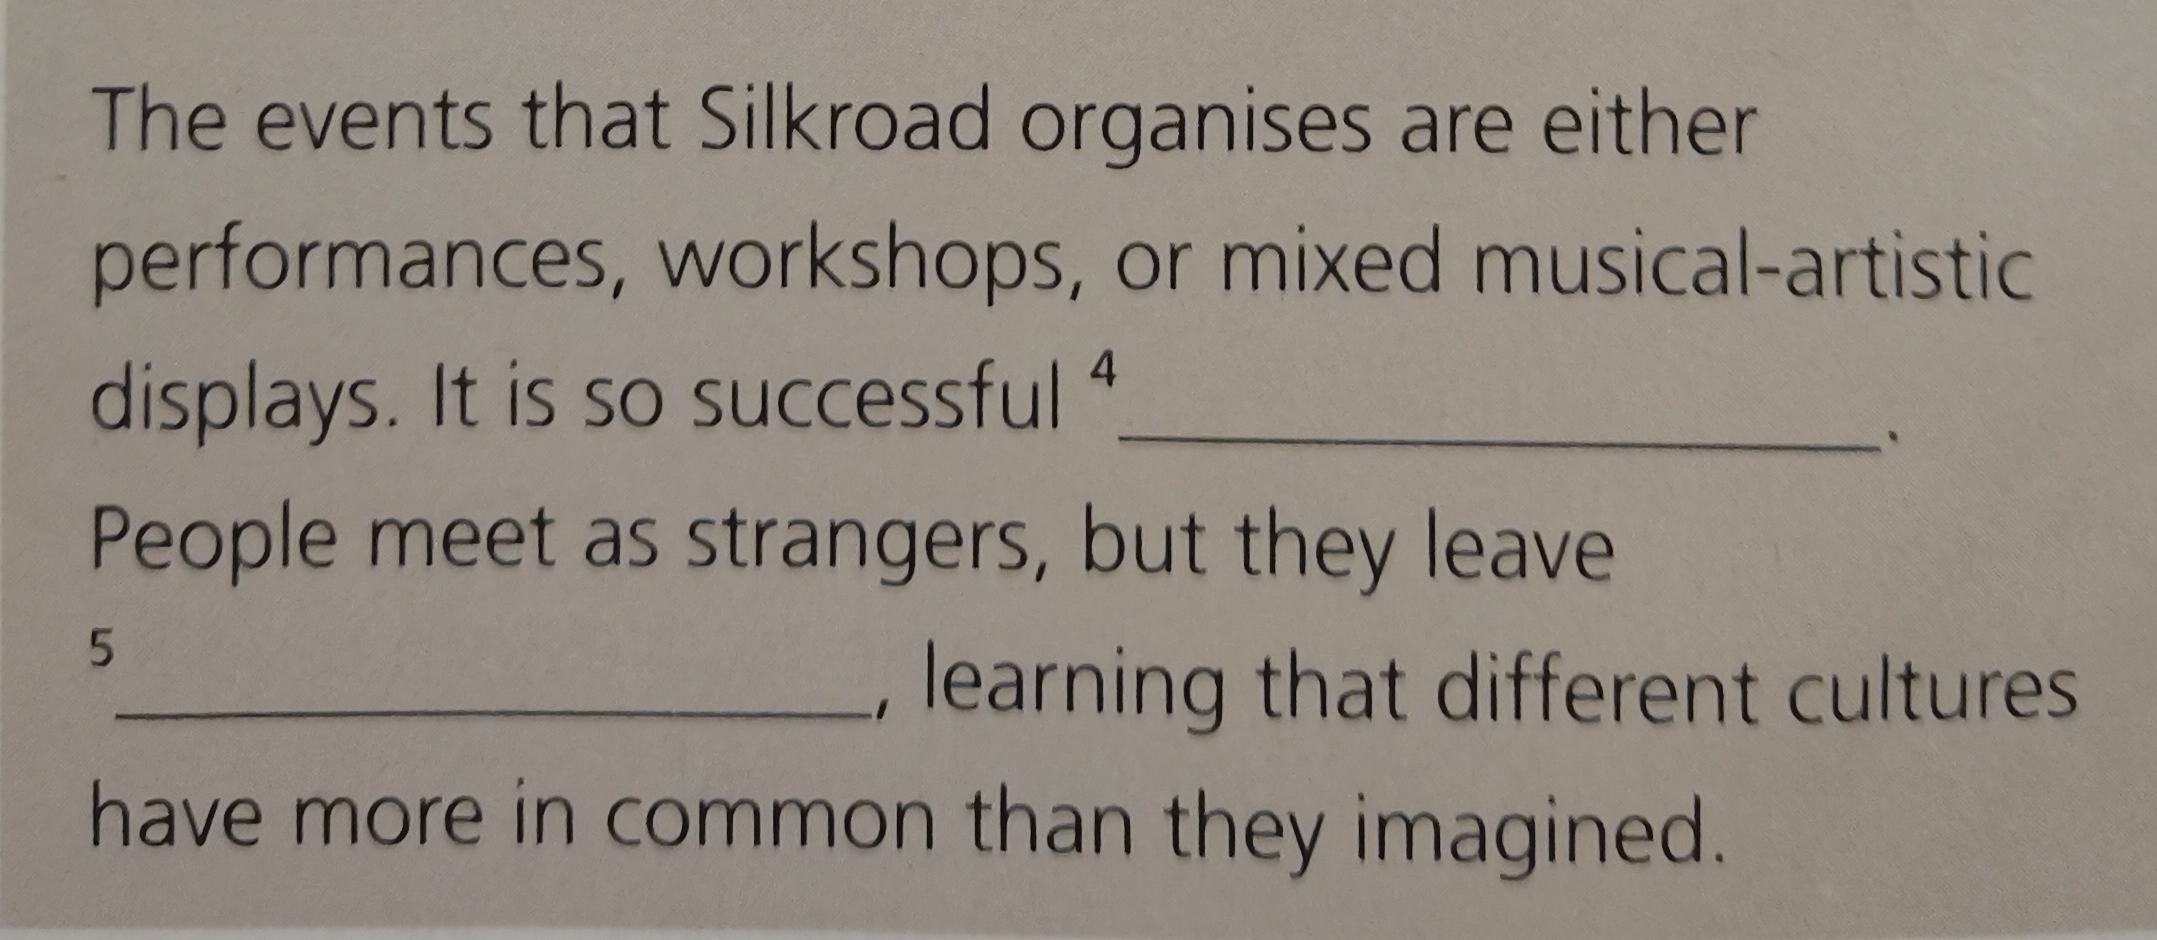 The events that Silkroad organises are either
performances, workshops, or mixed musical-artistic
displays. It is so successful 4 ____________________.
People meet as strangers, but they leave
5 ____________________, learning that different cultures
have more in common than they imagined.